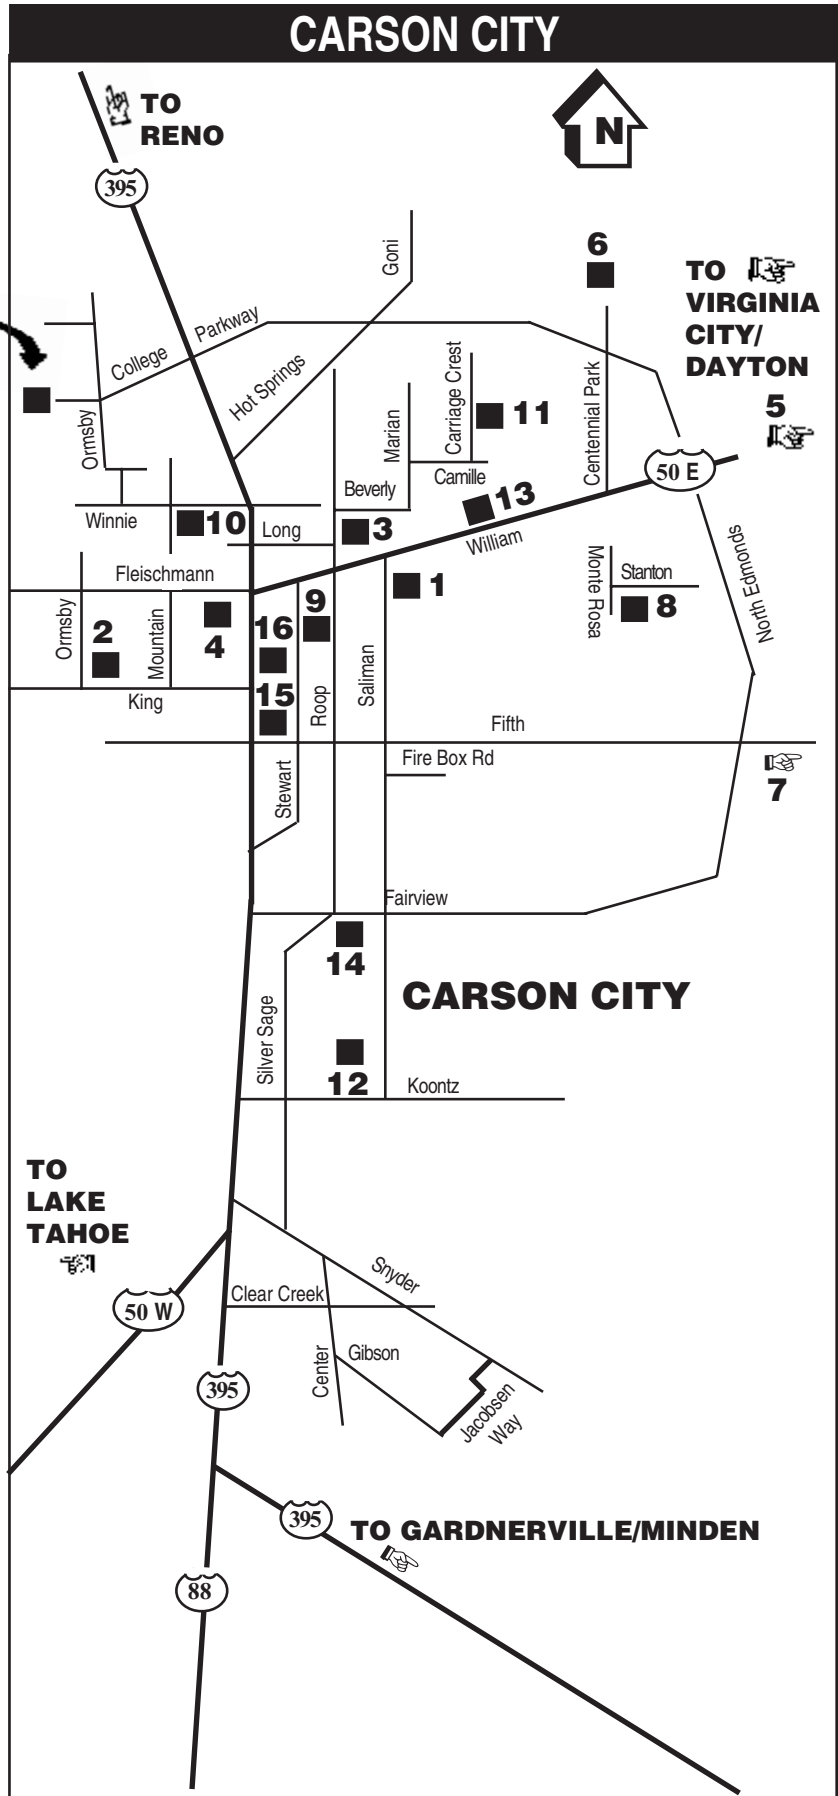 CARSON CITY
TO
RENO
395
N
Goni
6
TO
VIRGINIA
CITY/
DAYTON
5
Parkway
College
Hot Springs
Ormsby
Marian
Carriage Crest
11
Centennial Park
50 E
Camille
Beverly
13
Winnie
10
Long
3
William
North Edmonds
Fleischmann
Monte Rosa
Stanton
8
1
9
Ormsby
2
Mountain
4
16
15
Roop
Saliman
King
Fifth
Stewart
Fire Box Rd
7
Fairview
14
CARSON CITY
Silver Sage
12
Koontz
TO
LAKE
TAHOE
50 W
Clear Creek
Snyder
Center
Gibson
395
Jacobsen
Way
395
TO GARDNERVILLE/MINDEN
88